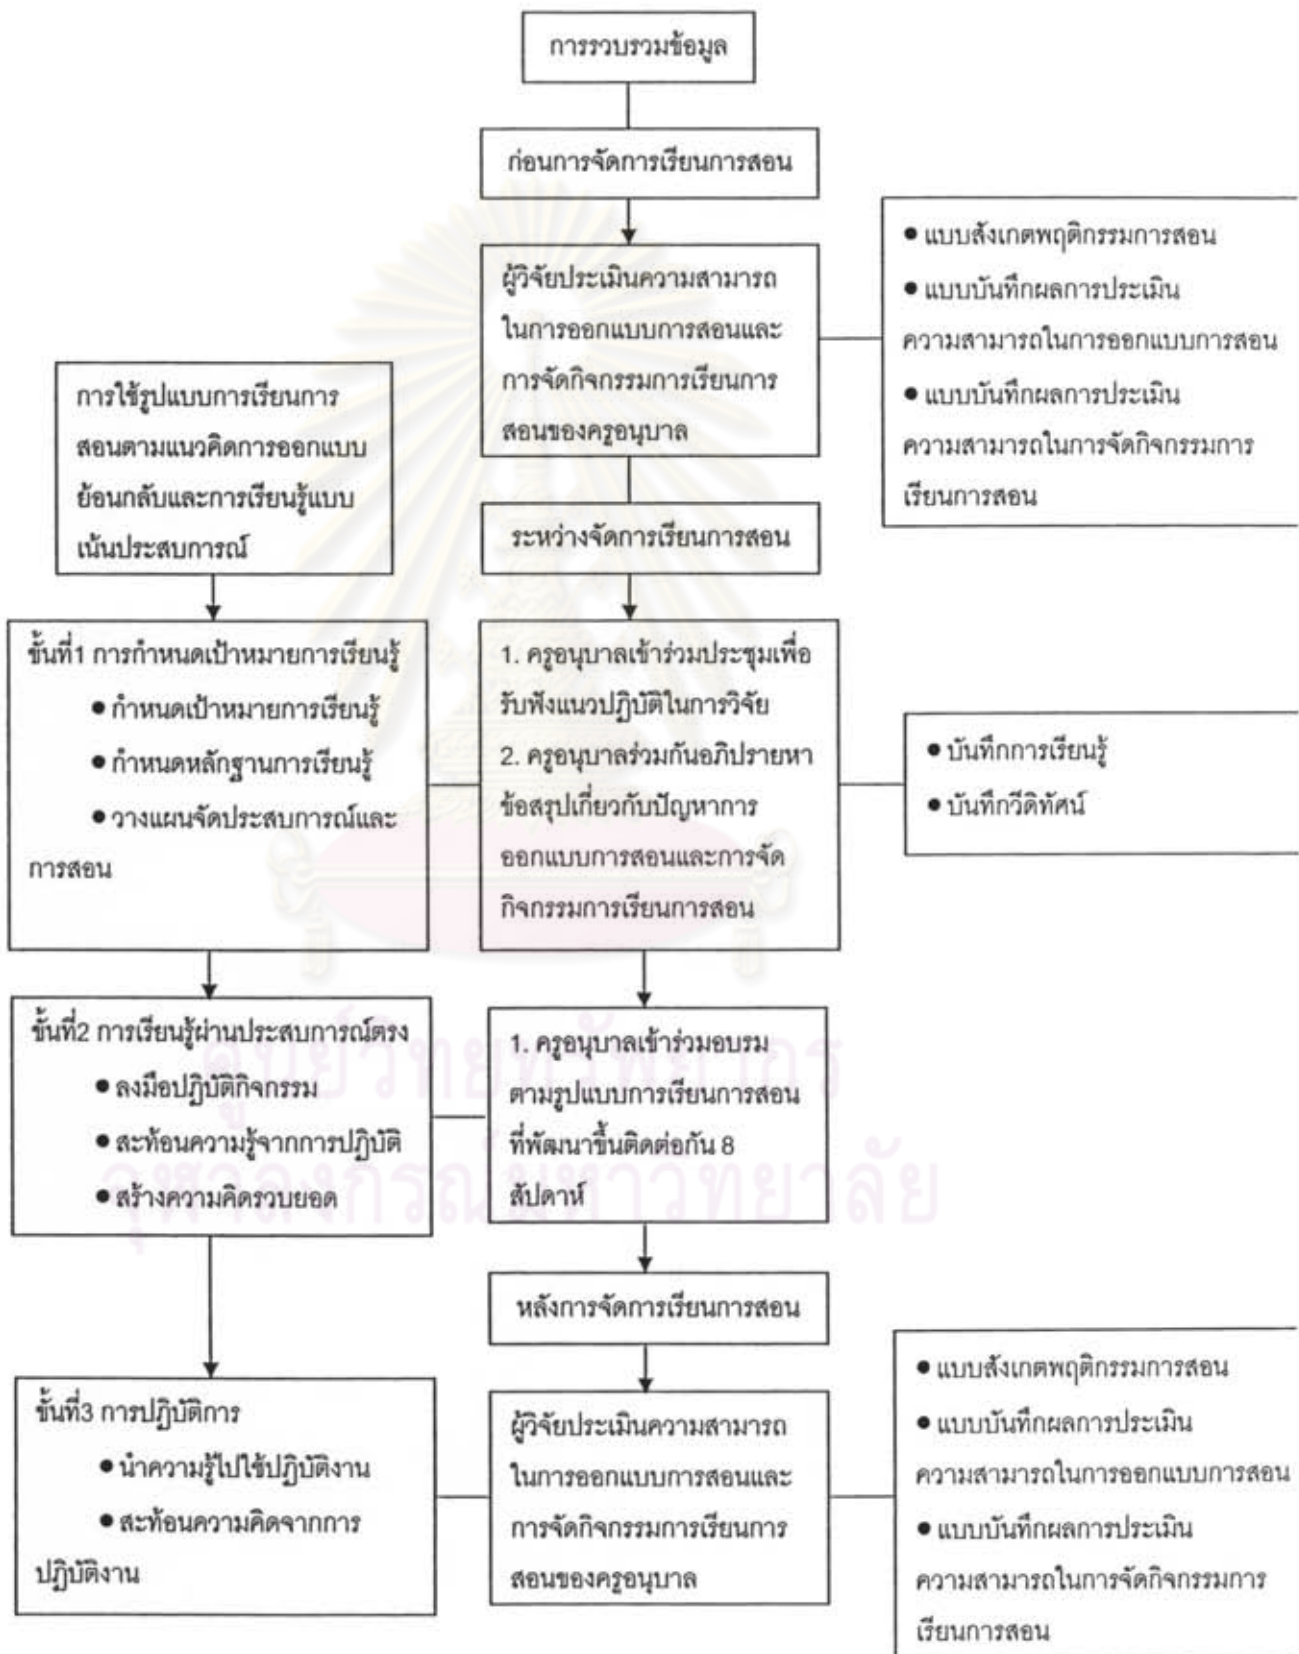 การรวบรวมข้อมูล
ก่อนการจัดการเรียนการสอน
ผู้วิจัยประเมินความสามารถ
ในการออกแบบการสอนและ
การจัดกิจกรรมการเรียนการ
สอนของครูอนุบาล
● แบบสังเกตพฤติกรรมการสอน
● แบบบันทึกผลการประเมิน
ความสามารถในการออกแบบการสอน
● แบบบันทึกผลการประเมิน
ความสามารถในการจัดกิจกรรมการ
เรียนการสอน
การใช้รูปแบบการเรียนการ
สอนตามแนวคิดการออกแบบ
ย้อนกลับและการเรียนรู้แบบ
เน้นประสบการณ์
ระหว่างจัดการเรียนการสอน
ขั้นที่1 การกำหนดเป้าหมายการเรียนรู้
● กำหนดเป้าหมายการเรียนรู้
● กำหนดหลักฐานการเรียนรู้
● วางแผนจัดประสบการณ์และ
การสอน
1. ครูอนุบาลเข้าร่วมประชุมเพื่อ
รับฟังแนวปฏิบัติในการวิจัย
2. ครูอนุบาลร่วมกันอภิปรายหา
ข้อสรุปเกี่ยวกับปัญหาการ
ออกแบบการสอนและการจัด
กิจกรรมการเรียนการสอน
● บันทึกการเรียนรู้
● บันทึกวีดิทัศน์
ขั้นที่2 การเรียนรู้ผ่านประสบการณ์ตรง
● ลงมือปฏิบัติกิจกรรม
● สะท้อนความรู้จากการปฏิบัติ
● สร้างความคิดรวบยอด
1. ครูอนุบาลเข้าร่วมอบรม
ตามรูปแบบการเรียนการสอน
ที่พัฒนาขึ้นติดต่อกัน 8
สัปดาห์
ศูนย์วิทยทรัพยากร
จุฬาลงกรณ์มหาวิทยาลัย
หลังการจัดการเรียนการสอน
ขั้นที่3 การปฏิบัติการ
● นำความรู้ไปใช้ปฏิบัติงาน
● สะท้อนความคิดจากการ
ปฏิบัติงาน
ผู้วิจัยประเมินความสามารถ
ในการออกแบบการสอนและ
การจัดกิจกรรมการเรียนการ
สอนของครูอนุบาล
● แบบสังเกตพฤติกรรมการสอน
● แบบบันทึกผลการประเมิน
ความสามารถในการออกแบบการสอน
● แบบบันทึกผลการประเมิน
ความสามารถในการจัดกิจกรรมการ
เรียนการสอน